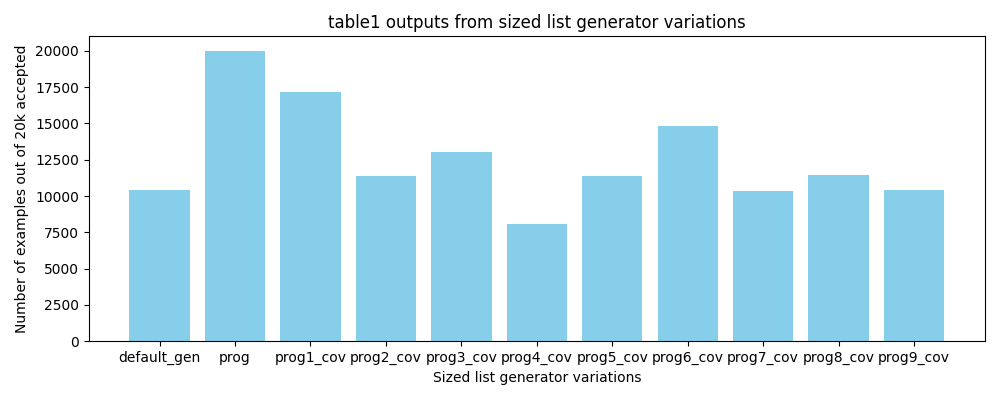 table1 outputs from sized list generator variations
Number of examples out of 20k accepted
20000
17500
15000
12500
10000
7500
5000
2500
0
default_gen prog prog1_cov prog2_cov prog3_cov prog4_cov prog5_cov prog6_cov prog7_cov prog8_cov prog9_cov
Sized list generator variations